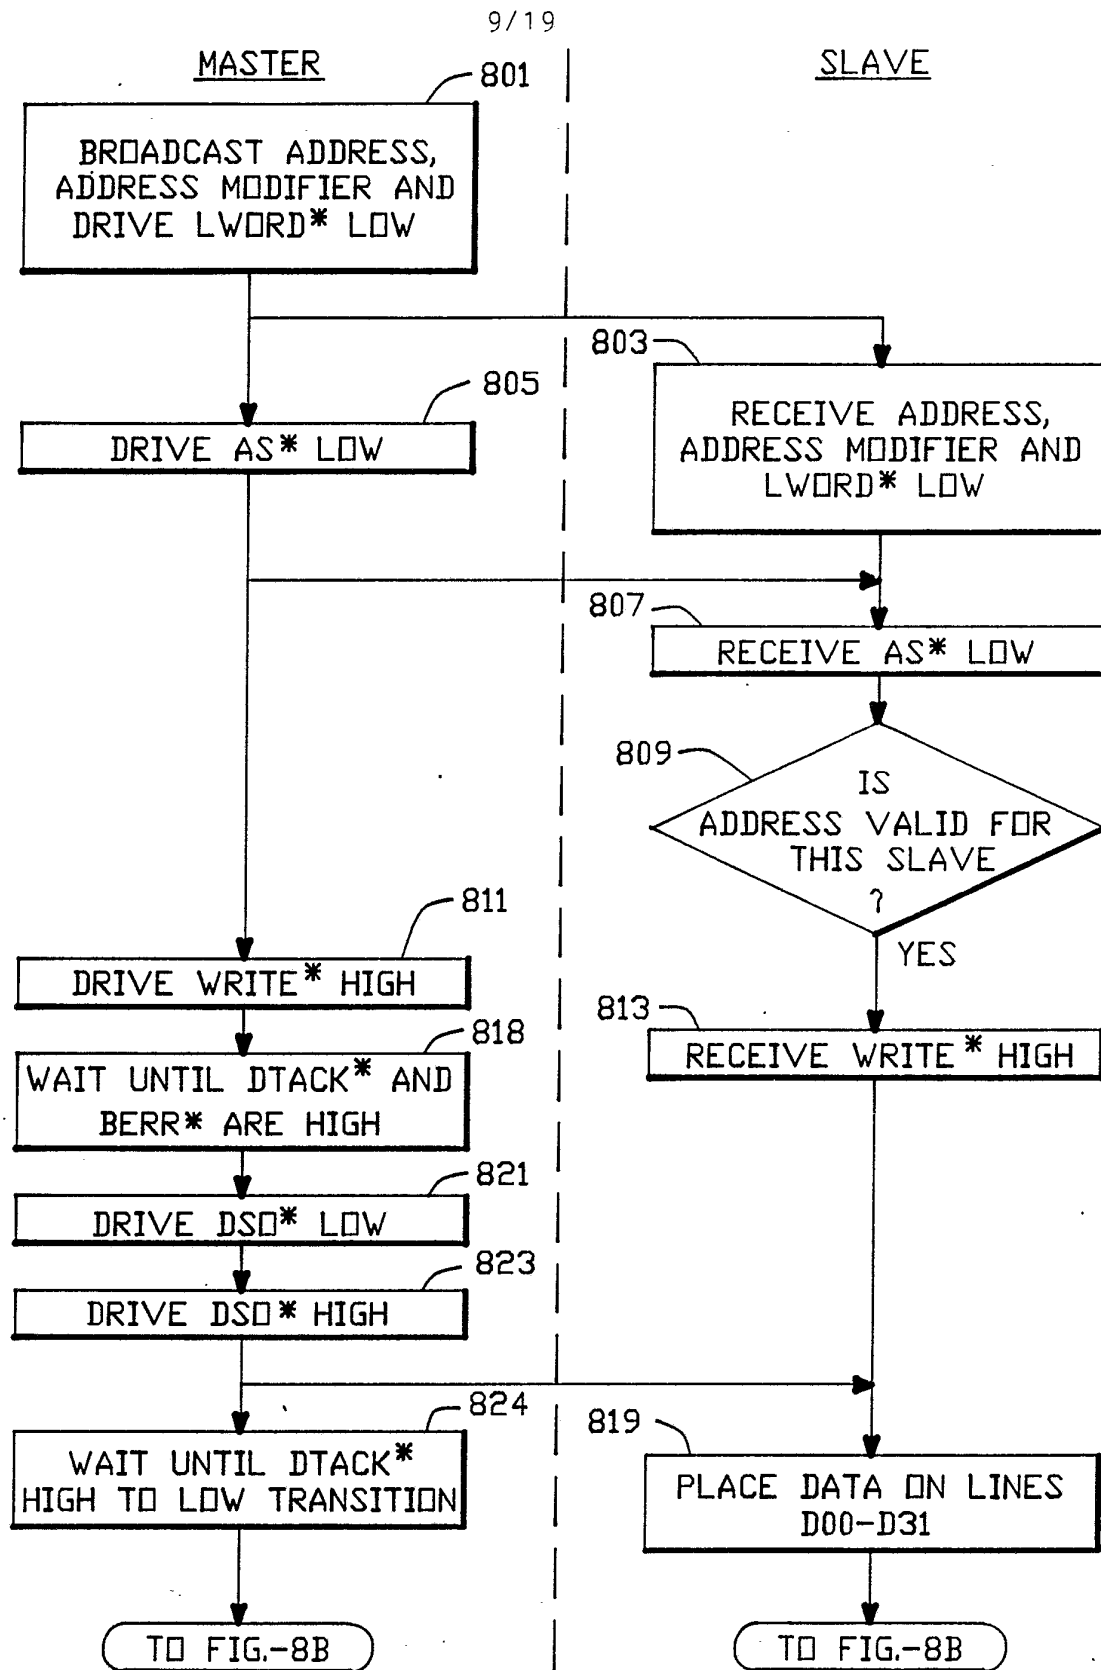 9/19
MASTER
SLAVE
801
BROADCAST ADDRESS,
ADDRESS MODIFIER AND
DRIVE LWORD* LOW
803
RECEIVE ADDRESS,
ADDRESS MODIFIER AND
LWORD* LOW
805
DRIVE AS* LOW
807
RECEIVE AS* LOW
809
IS
ADDRESS VALID FOR
THIS SLAVE
?
YES
811
DRIVE WRITE* HIGH
813
RECEIVE WRITE* HIGH
818
WAIT UNTIL DTACK* AND
BERR* ARE HIGH
821
DRIVE DSO* LOW
823
DRIVE DSO* HIGH
824
WAIT UNTIL DTACK*
HIGH TO LOW TRANSITION
819
PLACE DATA ON LINES
D00-D31
TO FIG.-8B
TO FIG.-8B